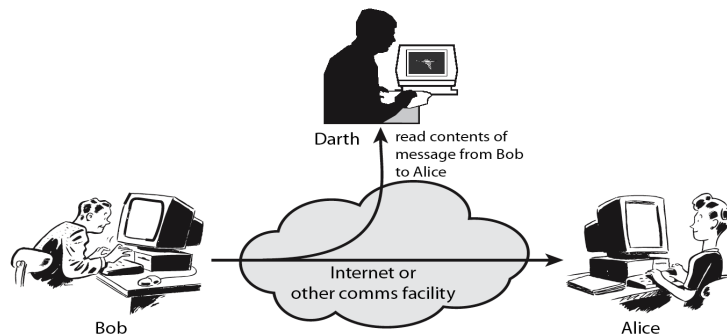 Darth
read contents of
message from Bob
to Alice
Internet or
other comms facility
Bob
Alice